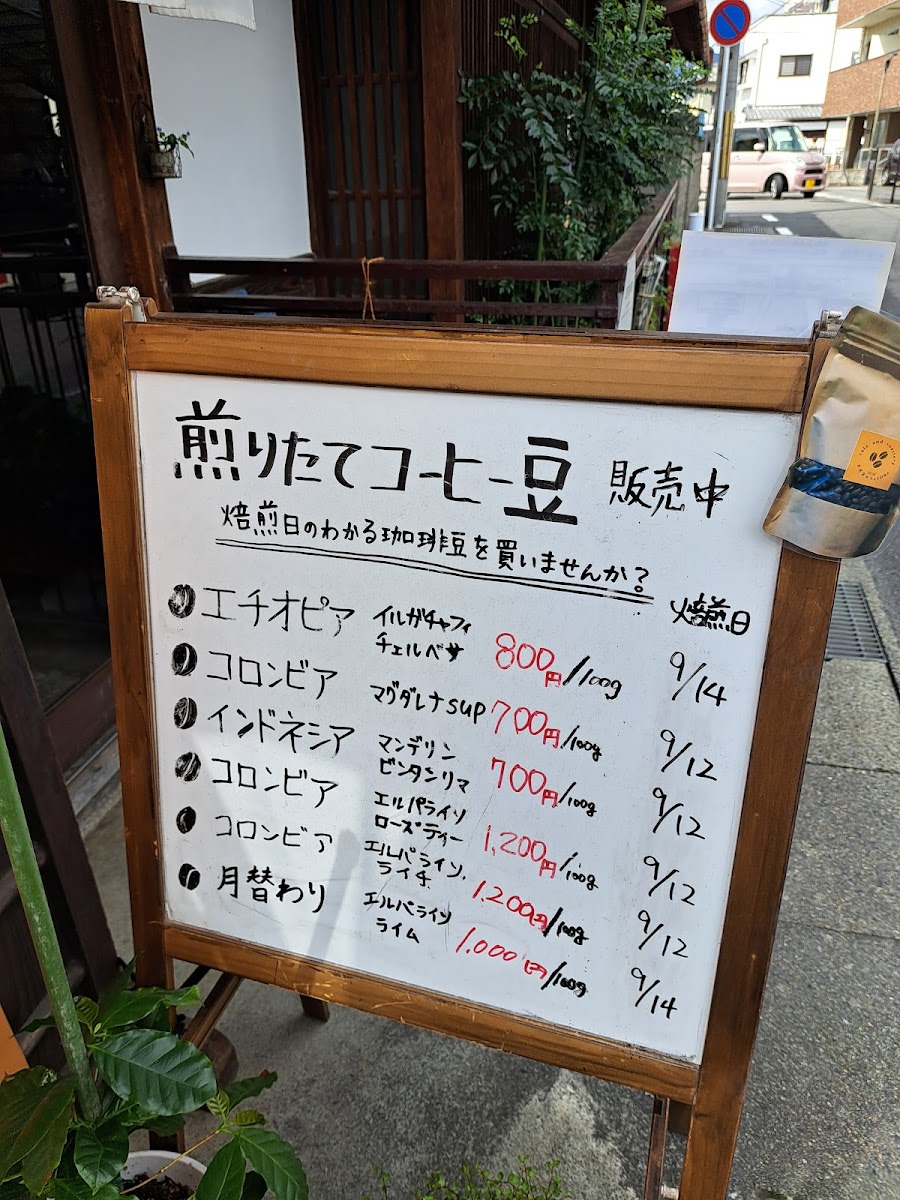 煎りたてコーヒー豆 販売中
焙煎日のわかる珈琲豆を買いませんか?
焙煎日
エチオピア イルガチャフィ チェルベサ 800円/100g 9/14
コロンビア マグダレナSUP 700円/100g 9/12
インドネシア マンデリン ビンタンリマ 700円/100g 9/12
コロンビア エルパライソ ローズティー 1,200円/100g 9/12
コロンビア エルパライソ ライチ 1,200円/100g 9/12
月替わり エルパライソ ライム 1,000円/100g 9/14